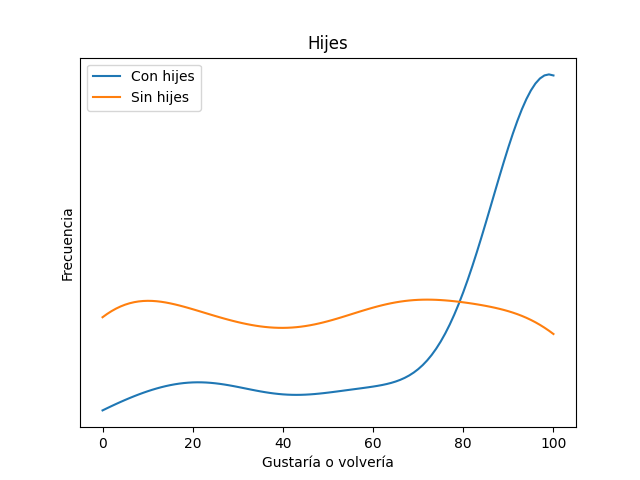 Hijes
Con hijes
Sin hijes
Frecuencia
0 20 40 60 80 100
Gustaría o volvería